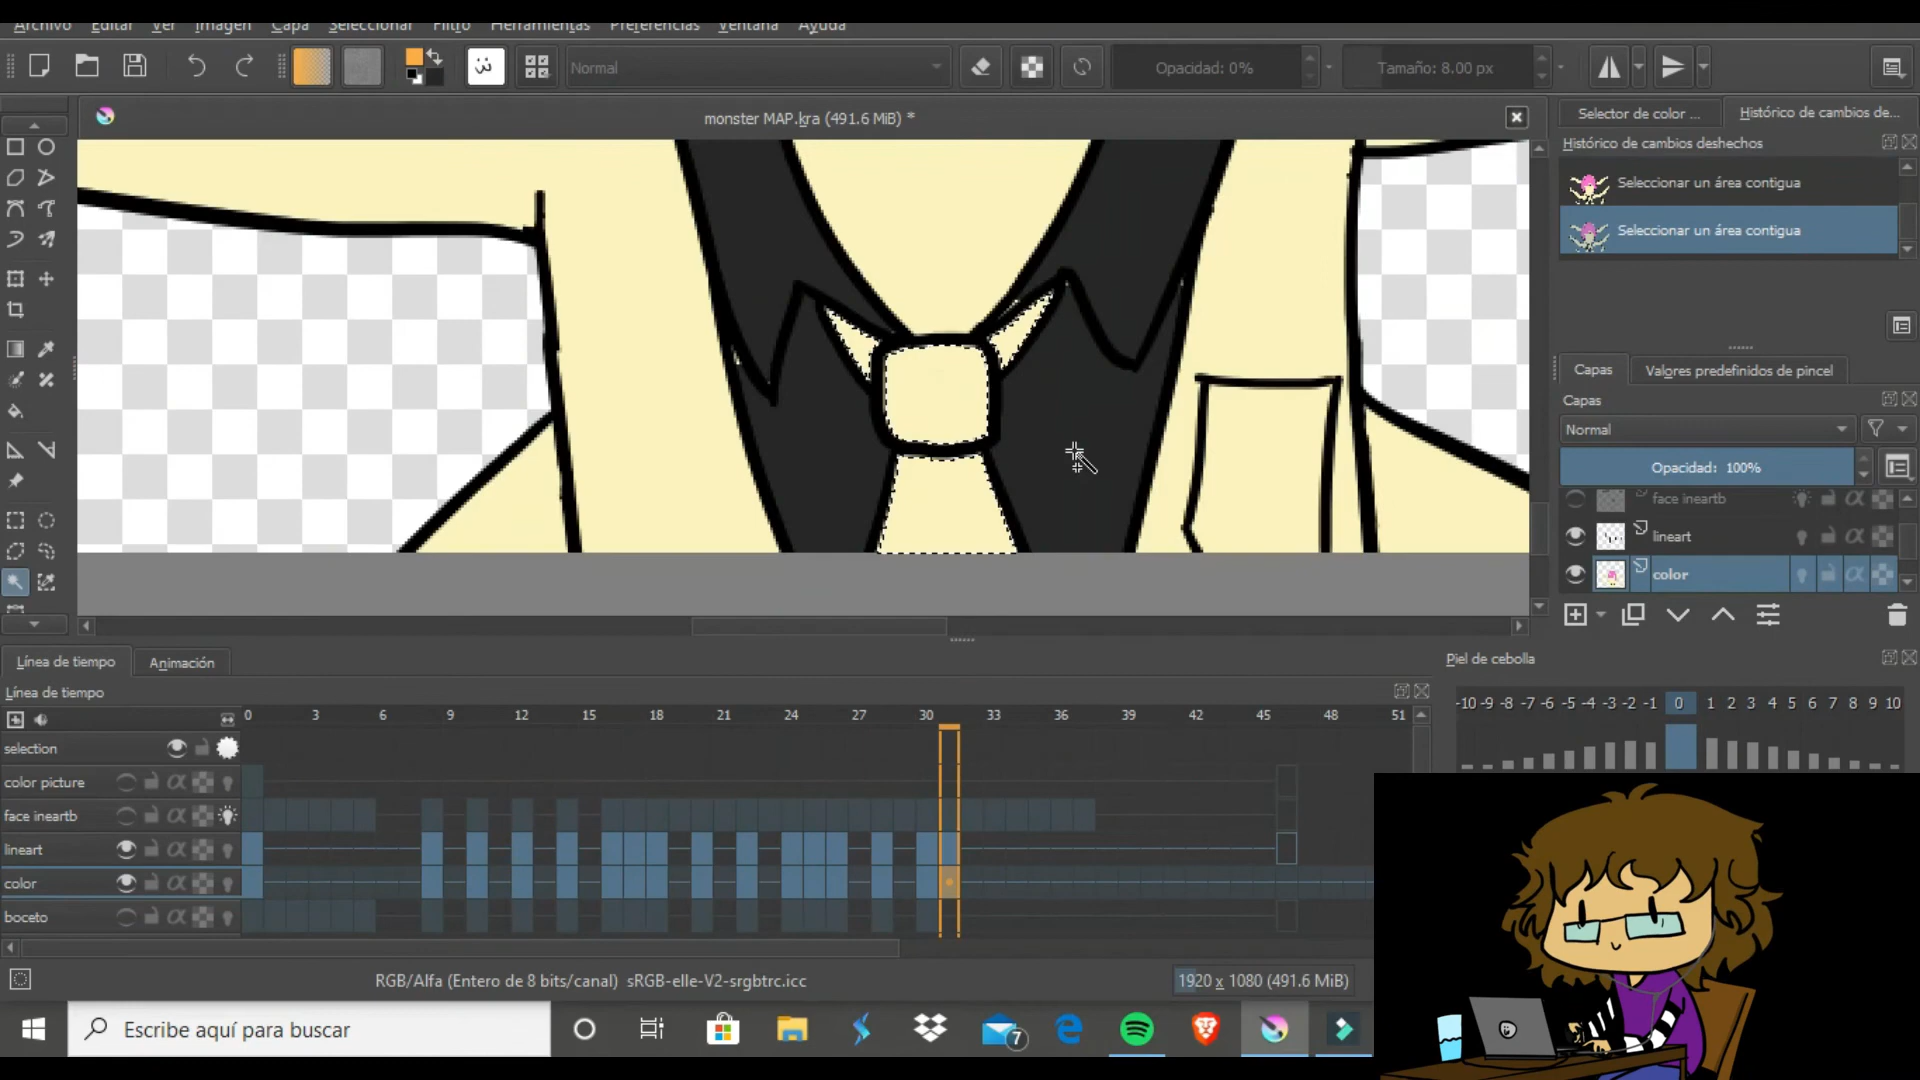 Archivo Editar Ver Imagen Capa Seleccionar Filtro Herramientas Preferencias Ventana Ayuda
Normal
Opacidad: 0%
Tamaño: 8.00 px
monster MAP.kra (491.6 MiB) *
Selector de color ...
Histórico de cambios de...
Histórico de cambios deshechos
Seleccionar un área contigua
Seleccionar un área contigua
Capas
Valores predefinidos de pincel
Capas
Normal
Opacidad: 100%
face ineartb
lineart
color
Línea de tiempo
Animación
Línea de tiempo
Piel de cebolla
0 3 6 9 12 15 18 21 24 27 30 33 36 39 42 45 48 51
-10 -9 -8 -7 -6 -5 -4 -3 -2 -1 0 1 2 3 4 5 6 7 8 9 10
selection
color picture
face ineartb
lineart
color
boceto
RGB/Alfa (Entero de 8 bits/canal) sRGB-elle-V2-srgbtrc.icc
1920 x 1080 (491.6 MiB)
Escribe aquí para buscar
7